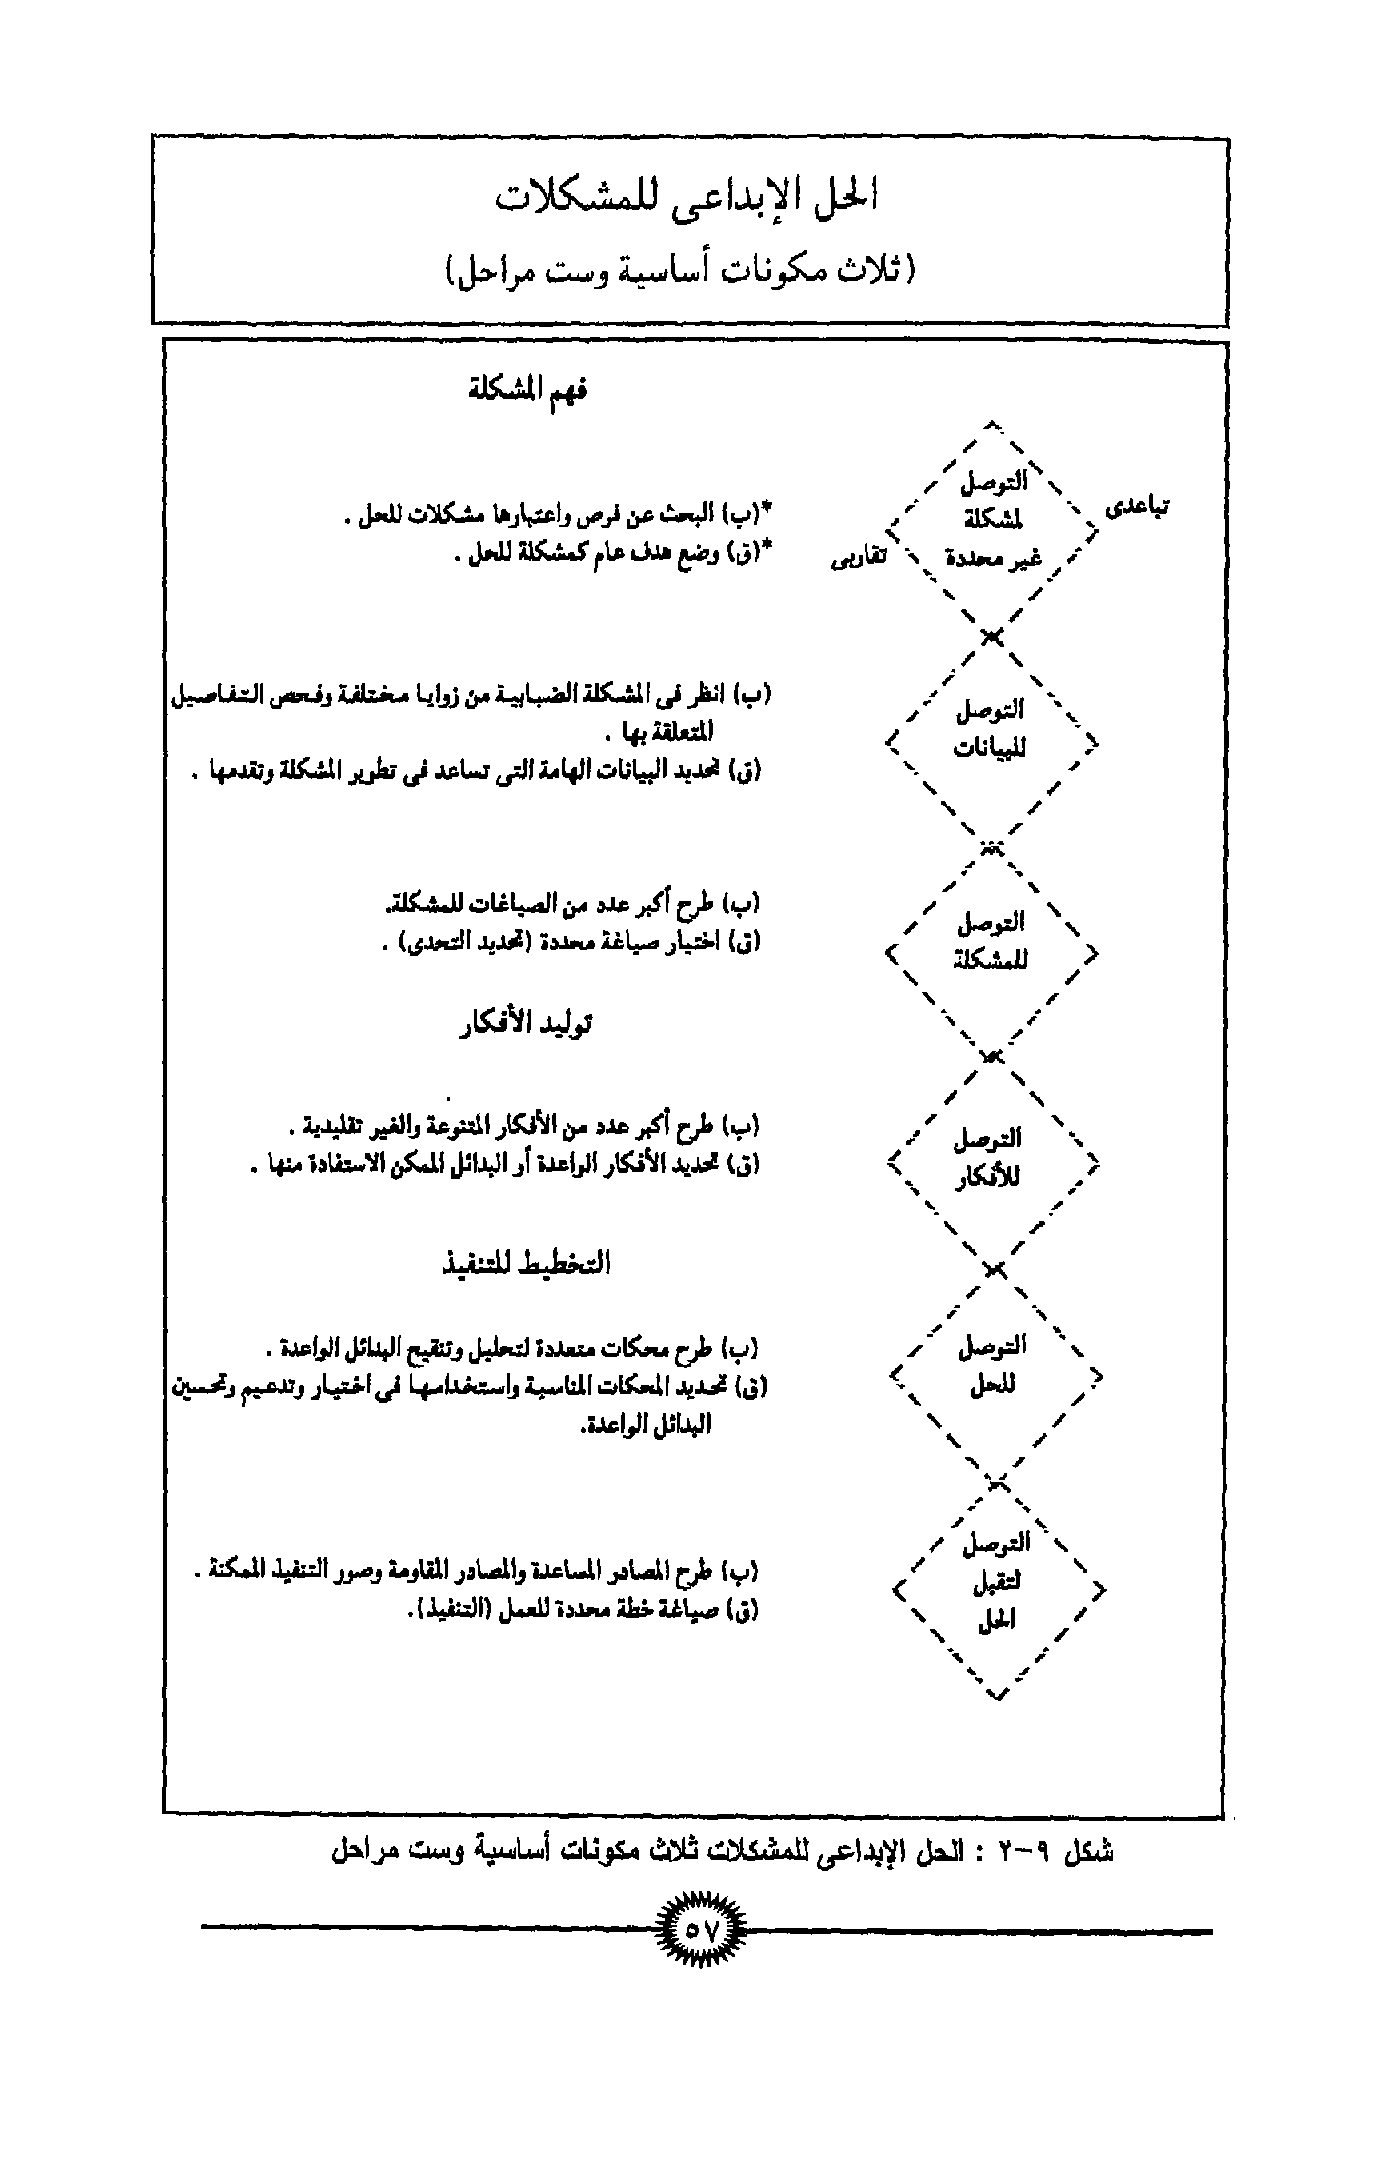 الحل الإبداعى للمشكلات
(ثلاث مكونات أساسية وست مراحل)
فهم المشكلة
التوصل
لمشكلة
غير محددة
تباعدى
تقاربى
*(ب) البحث عن فرص واعتبارها مشكلات للحل .
*(ق) وضع هدف عام كمشكلة للحل .
التوصل
للبيانات
(ب) انظر فى المشكلة الضبابية من زوايا مختلفة وفحص التفاصيل
المتعلقة بها .
(ق) تحديد البيانات الهامة التى تساعد فى تطوير المشكلة وتقدمها .
التوصل
للمشكلة
(ب) طرح أكبر عدد من الصياغات للمشكلة.
(ق) اختيار صياغة محددة (تحديد التحدى) .
توليد الأفكار
التوصل
للأفكار
(ب) طرح أكبر عدد من الأفكار المتنوعة والغير تقليدية .
(ق) تحديد الأفكار الواعدة أو البدائل الممكن الاستفادة منها .
التخطيط للتنفيذ
التوصل
للحل
(ب) طرح محكات متعددة لتحليل وتنقيح البدائل الواعدة .
(ق) تحديد المحكات المناسبة واستخدامها فى اختيار وتدعيم وتحسين
البدائل الواعدة.
التوصل
لتقبل
الحل
(ب) طرح المصادر المساعدة والمصادر المقاومة وصور التنفيذ الممكنة .
(ق) صياغة خطة محددة للعمل (التنفيذ).
شكل ٩-٢ : الحل الإبداعى للمشكلات ثلاث مكونات أساسية وست مراحل
٥٧